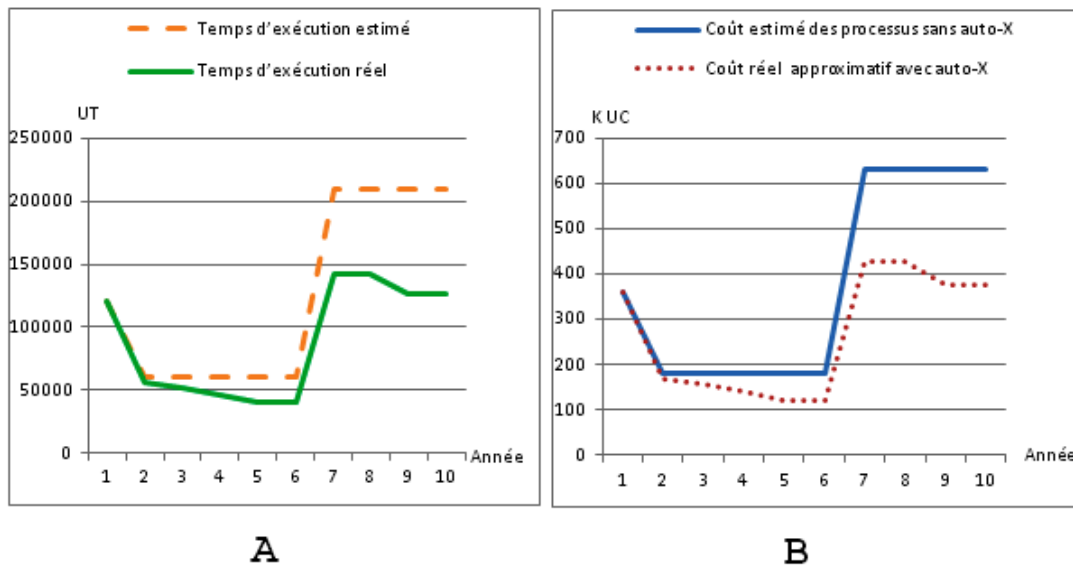 Temps d'exécution estimé
Temps d'exécution réel
UT
250000
200000
150000
100000
50000
0
1 2 3 4 5 6 7 8 9 10
Année
A
Coût estimé des processus sans auto-X
Coût réel approximatif avec auto-X
K UC
700
600
500
400
300
200
100
0
1 2 3 4 5 6 7 8 9 10
Année
B